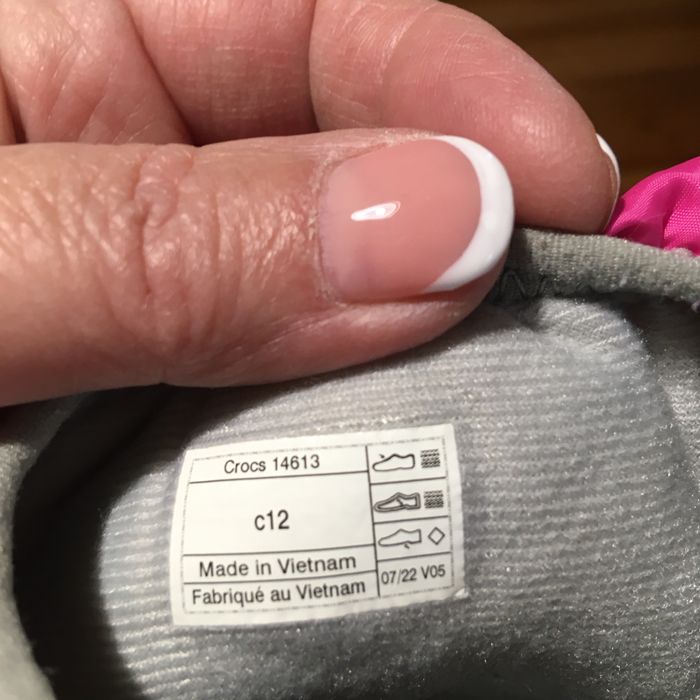 Crocs 14613
c12
Made in Vietnam
Fabriqué au Vietnam
07/22 V05